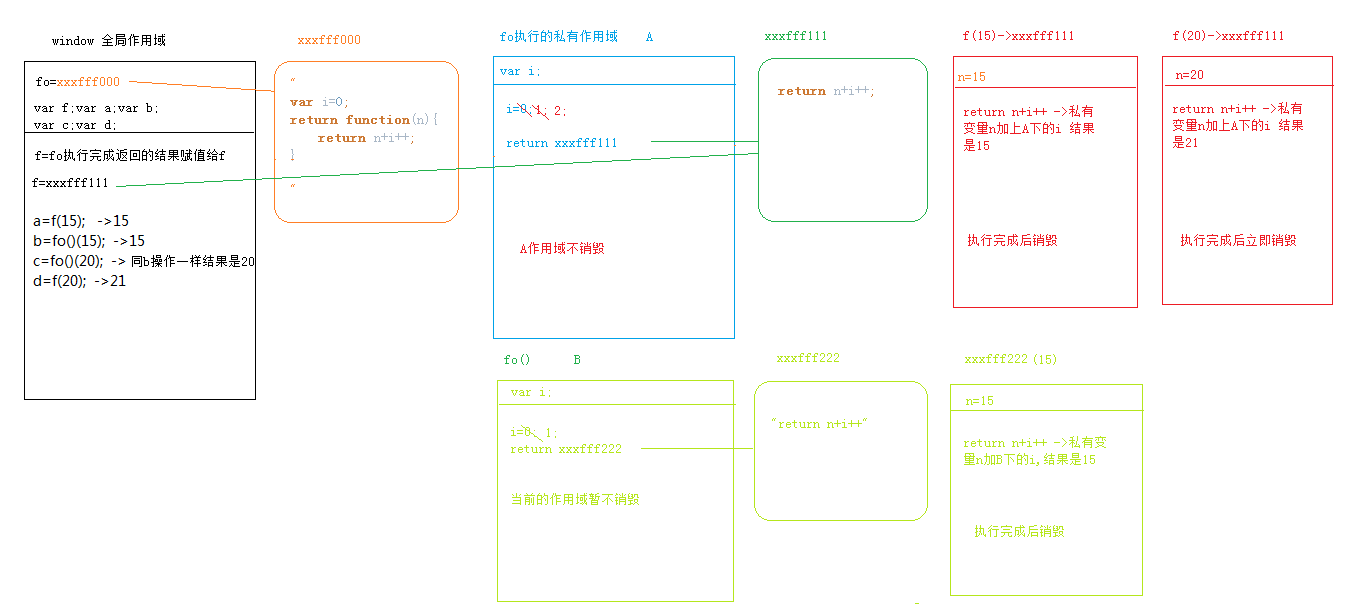 window 全局作用域
fo=xxxfff000
var f;var a;var b;
var c;var d;
f=fo执行完成返回的结果赋值给f
f=xxxfff111
a=f(15); ->15
b=fo()(15); ->15
c=fo()(20); -> 同b操作一样结果是20
d=f(20); ->21
xxxfff000
“
var i=0;
return function(n){
return n+i++;
}
”
fo执行的私有作用域 A
var i;
i=0; 1; 2;
return xxxfff111
A作用域不销毁
xxxfff111
return n+i++;
f(15)->xxxfff111
n=15
return n+i++ ->私有
变量n加上A下的i 结果
是15
执行完成后销毁
f(20)->xxxfff111
n=20
return n+i++ ->私有
变量n加上A下的i 结果
是21
执行完成后立即销毁
fo() B
var i;
i=0; 1;
return xxxfff222
当前的作用域暂不销毁
xxxfff222
“return n+i++”
xxxfff222(15)
n=15
return n+i++ ->私有变
量n加B下的i,结果是15
执行完成后销毁